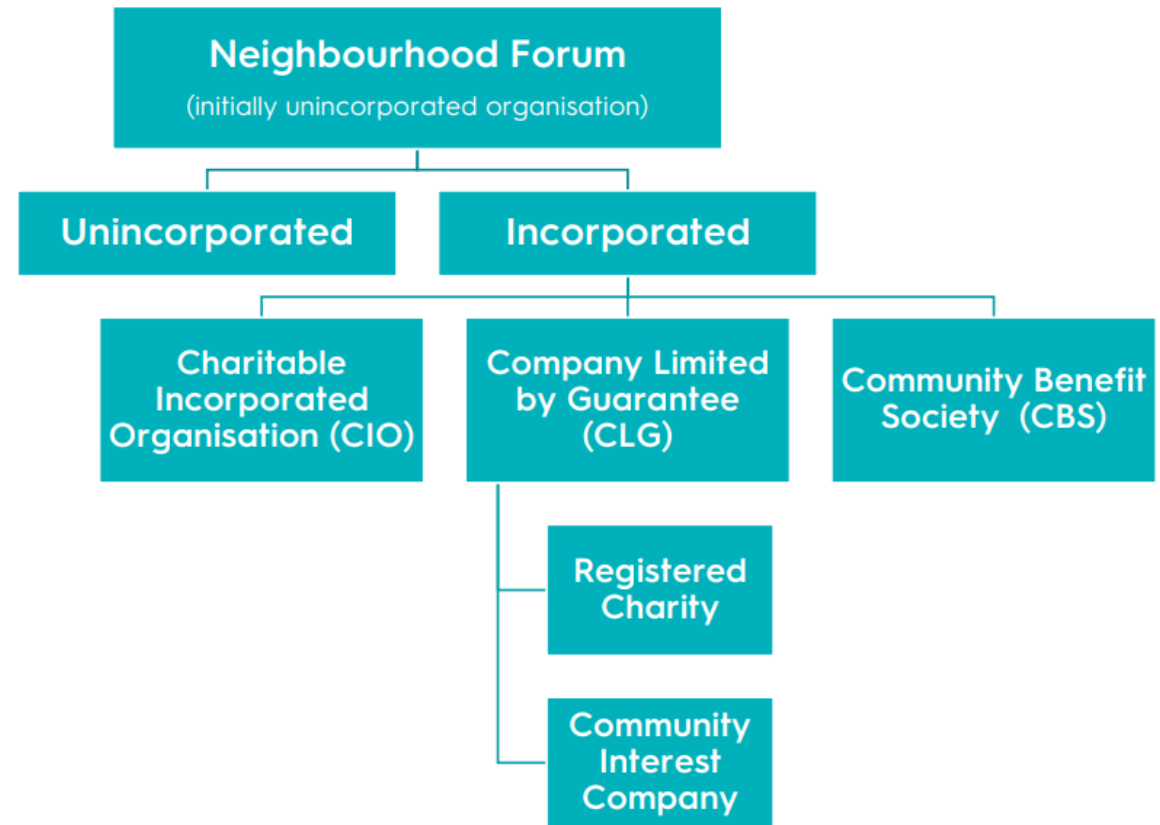 Neighbourhood Forum
(initially unincorporated organisation)
Unincorporated
Incorporated
Charitable
Incorporated
Organisation (CIO)
Company Limited
by Guarantee
(CLG)
Community Benefit
Society (CBS)
Registered
Charity
Community
Interest
Company